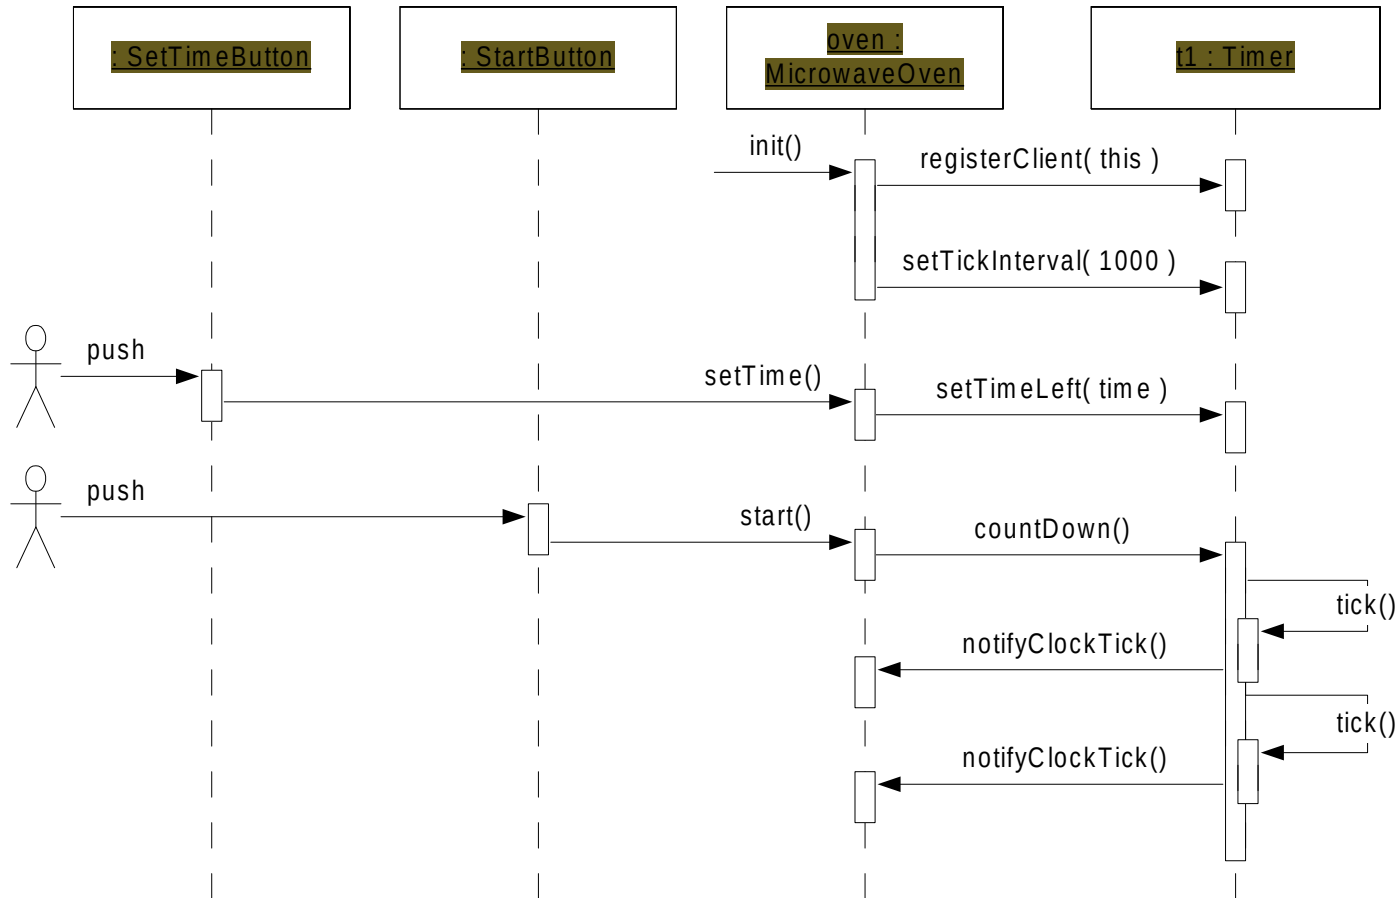 : SetTimeButton
: StartButton
oven :
MicrowaveOven
t1 : Timer
init()
registerClient( this )
setTickInterval( 1000 )
push
setTime()
setTimeLeft( time )
push
start()
countDown()
tick()
notifyClockTick()
tick()
notifyClockTick()